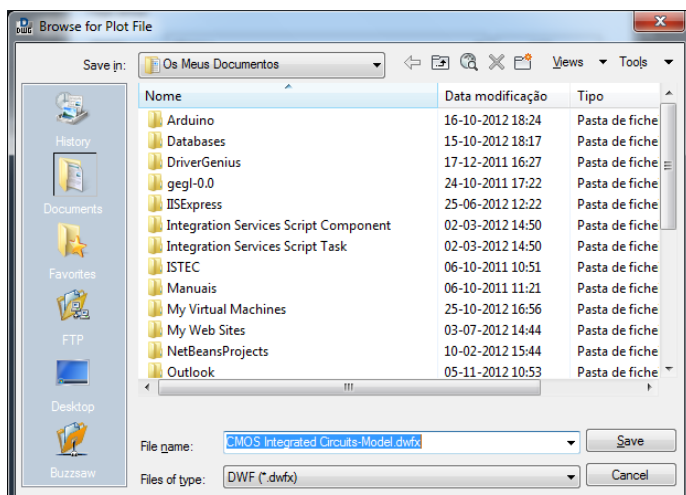 DWG Browse for Plot File
Save in: Os Meus Documentos Views Tools
Nome Data modificação Tipo
Arduino 16-10-2012 18:24 Pasta de fiche
Databases 15-10-2012 18:17 Pasta de fiche
DriverGenius 17-12-2011 16:27 Pasta de fiche
gegl-0.0 24-10-2011 17:22 Pasta de fiche
IISExpress 25-06-2012 12:22 Pasta de fiche
Integration Services Script Component 02-03-2012 14:50 Pasta de fiche
Integration Services Script Task 02-03-2012 14:50 Pasta de fiche
ISTEC 06-10-2011 10:51 Pasta de fiche
Manuais 06-10-2011 11:21 Pasta de fiche
My Virtual Machines 25-10-2012 16:56 Pasta de fiche
My Web Sites 03-07-2012 14:44 Pasta de fiche
NetBeansProjects 10-02-2012 15:44 Pasta de fiche
Outlook 05-11-2012 10:53 Pasta de fiche
History
Documents
Favorites
FTP
Desktop
Buzzsaw
File name: CMOS Integrated Circuits-Model.dwfx Save
Files of type: DWF (*.dwfx) Cancel